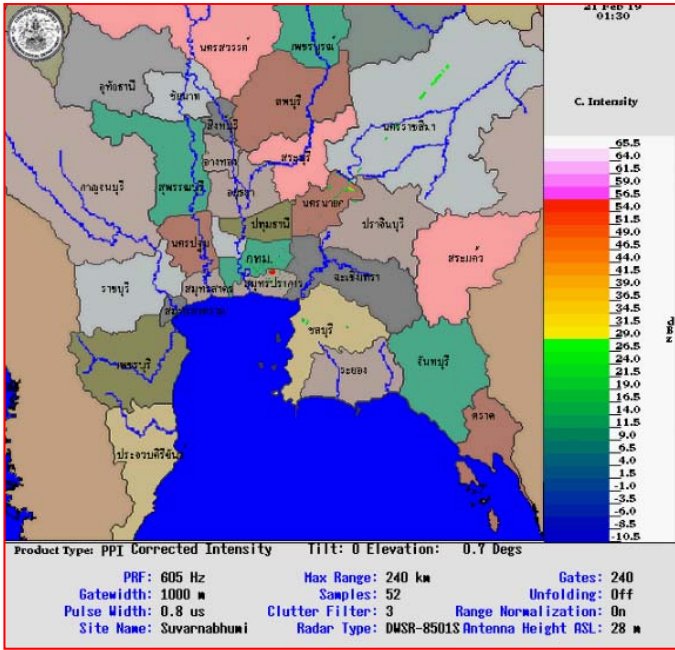 21 Feb 19
01:30
C. Intensity
นครสวรรค์
เพชรบูรณ์
อุทัยธานี
ชัยนาท
ลพบุรี
สิงห์บุรี
นครราชสีมา
อ่างทอง
สระบุรี
กาญจนบุรี
สุพรรณบุรี
อยุธยา
นครนายก
ปทุมธานี
ปราจีนบุรี
นครปฐม
กทม.
สระแก้ว
ราชบุรี
สมุทรสาคร
สมุทรปราการ
ฉะเชิงเทรา
ชลบุรี
เพชรบุรี
ระยอง
จันทบุรี
ตราด
ประจวบคีรีขันธ์
65.5
64.0
61.5
59.0
56.5
54.0
51.5
49.0
46.5
44.0
41.5
39.0
36.5
34.0
31.5
29.0
26.5
24.0
21.5
19.0
16.5
14.0
11.5
9.0
6.5
4.0
1.5
-1.0
-3.5
-6.0
-8.5
-10.5
Product Type: PPI Corrected Intensity Tilt: 0 Elevation: 0.7 Degs
PRF: 605 Hz Max Range: 240 km Gates: 240
Gatewidth: 1000 m Samples: 52 Unfolding: Off
Pulse Width: 0.8 us Clutter Filter: 3 Range Normalization: On
Site Name: Suvarnabhumi Radar Type: DWSR-8501S Antenna Height ASL: 28 m